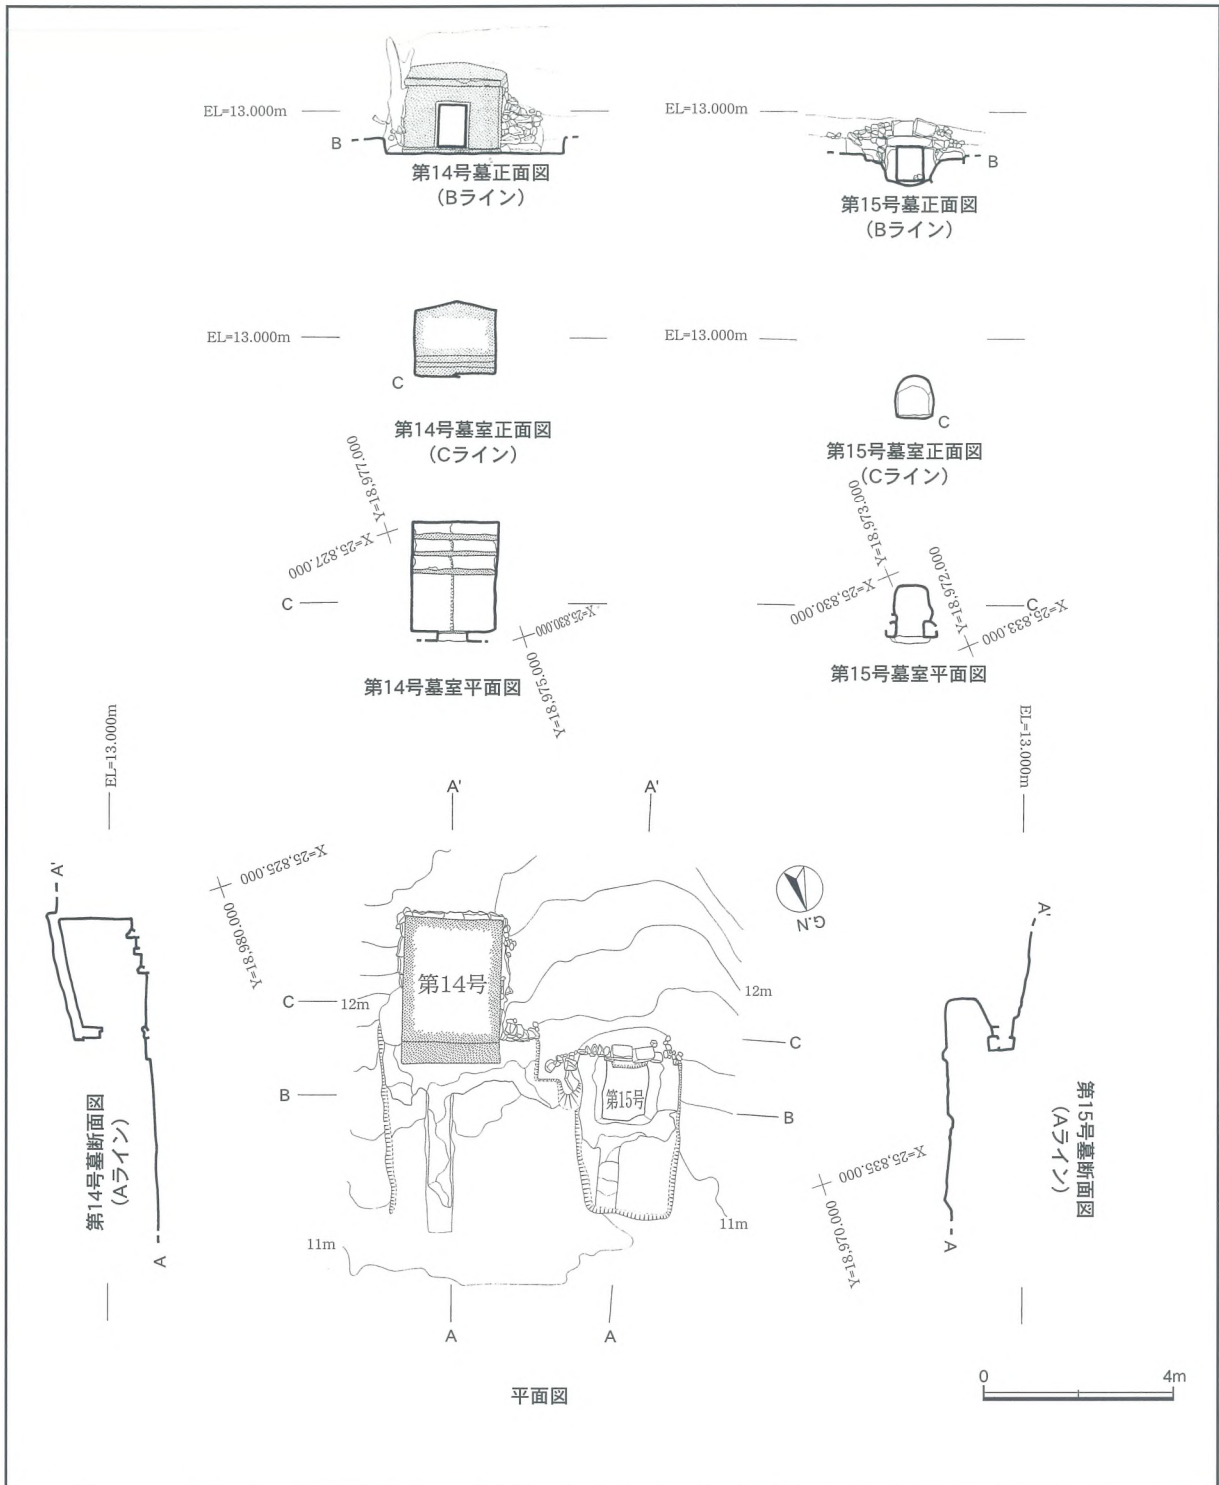 EL=13.000m
EL=13.000m
B
B
第14号墓正面図
(Bライン)
第15号墓正面図
(Bライン)
EL=13.000m
EL=13.000m
C
C
第14号墓室正面図
(Cライン)
第15号墓室正面図
(Cライン)
Y=18,977.000
X=25,827.000
Y=18,973.000
X=25,830.000
Y=18,972.000
X=25,833.000
C
C
X=25,830.000
Y=18,975.000
第14号墓室平面図
第15号墓室平面図
EL=13.000m
EL=13.000m
A'
A'
A'
A'
X=25,825.000
Y=18,980.000
G.N
第14号
C
12m
12m
C
B
第15号
B
第14号墓断面図
(Aライン)
第15号墓断面図
(Aライン)
X=25,835.000
Y=18,970.000
11m
11m
A
A
A
A
平面図
0
4m